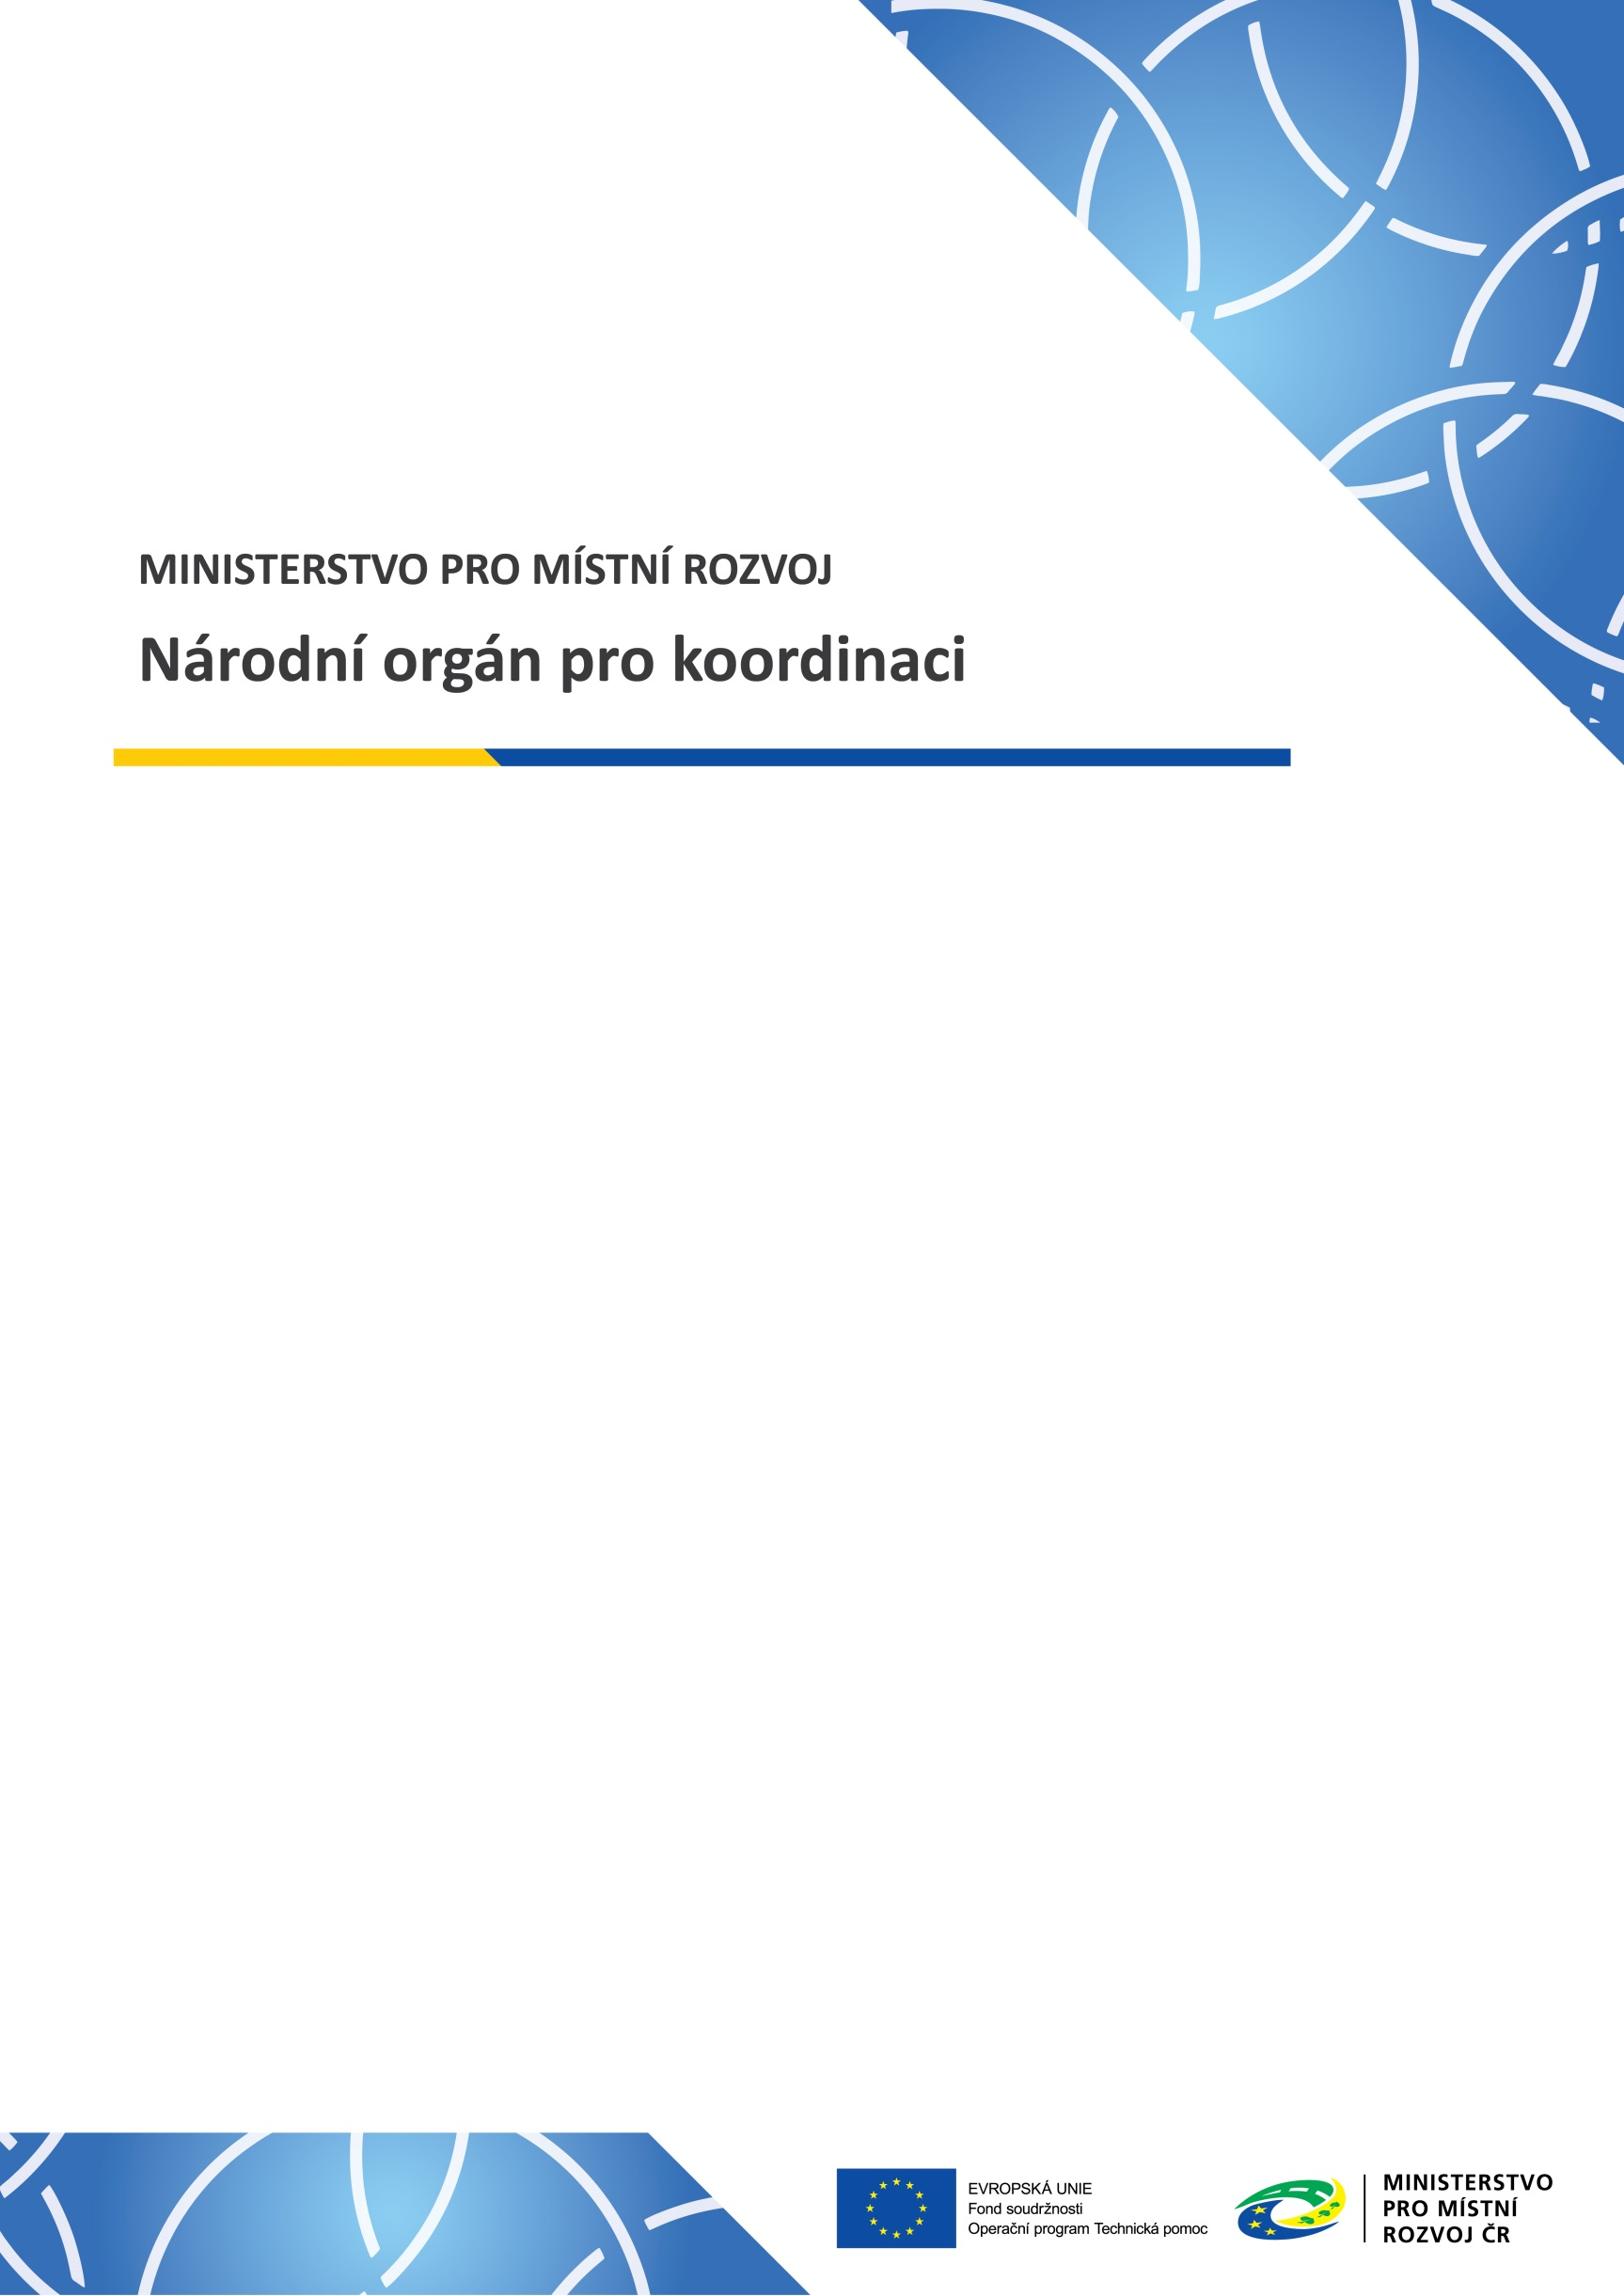 MINISTERSTVO PRO MÍSTNÍ ROZVOJ
Národní orgán pro koordinaci
EVROPSKÁ UNIE
Fond soudržnosti
Operační program Technická pomoc
MINISTERSTVO
PRO MÍSTNÍ
ROZVOJ ČR